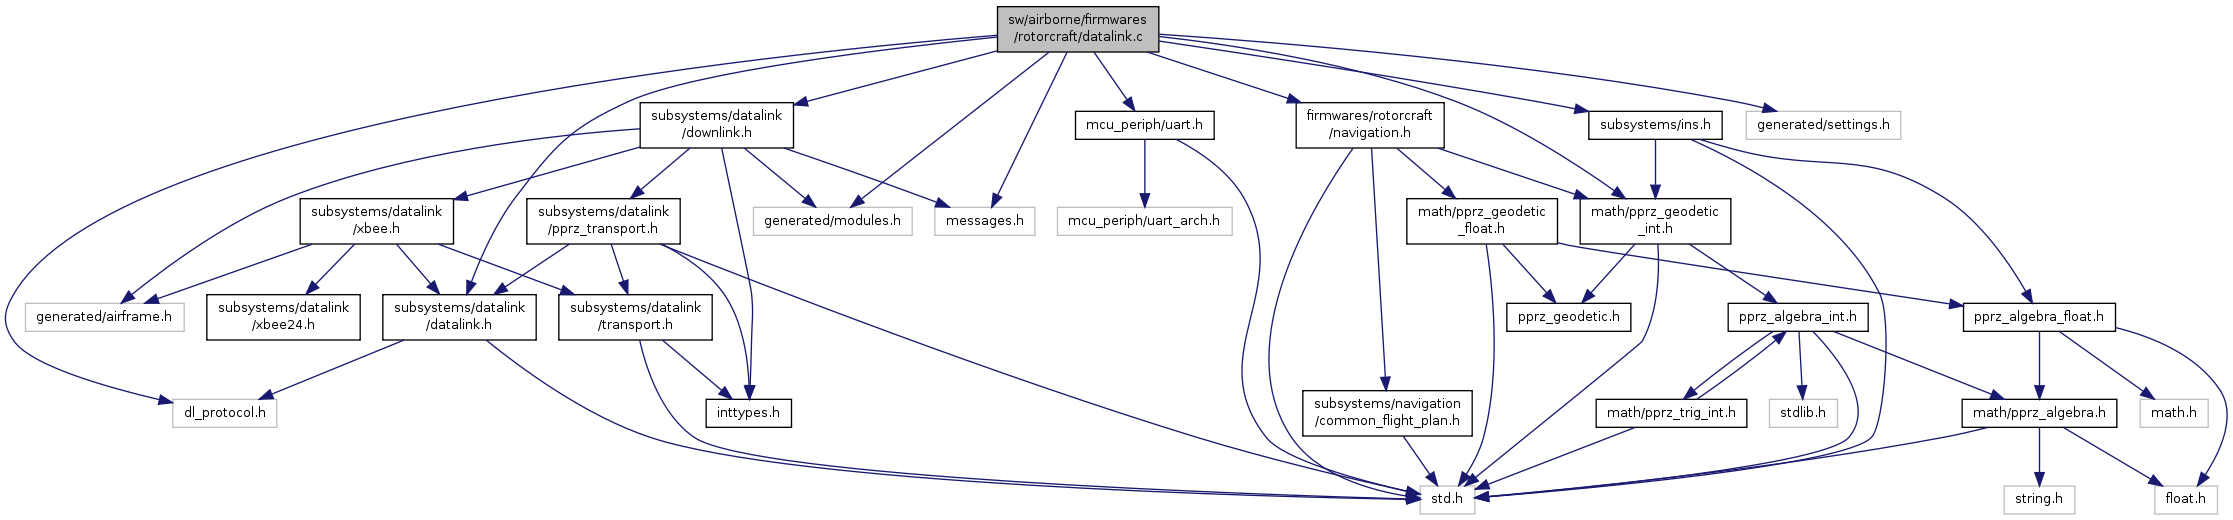 sw/airborne/firmwares
/rotorcraft/datalink.c
subsystems/datalink
/downlink.h
mcu_periph/uart.h
firmwares/rotorcraft
/navigation.h
subsystems/ins.h
generated/settings.h
subsystems/datalink
/xbee.h
subsystems/datalink
/pprz_transport.h
generated/modules.h
messages.h
mcu_periph/uart_arch.h
math/pprz_geodetic
_float.h
math/pprz_geodetic
_int.h
generated/airframe.h
subsystems/datalink
/xbee24.h
subsystems/datalink
/datalink.h
subsystems/datalink
/transport.h
pprz_geodetic.h
pprz_algebra_int.h
pprz_algebra_float.h
dl_protocol.h
inttypes.h
subsystems/navigation
/common_flight_plan.h
math/pprz_trig_int.h
stdlib.h
math/pprz_algebra.h
math.h
std.h
string.h
float.h